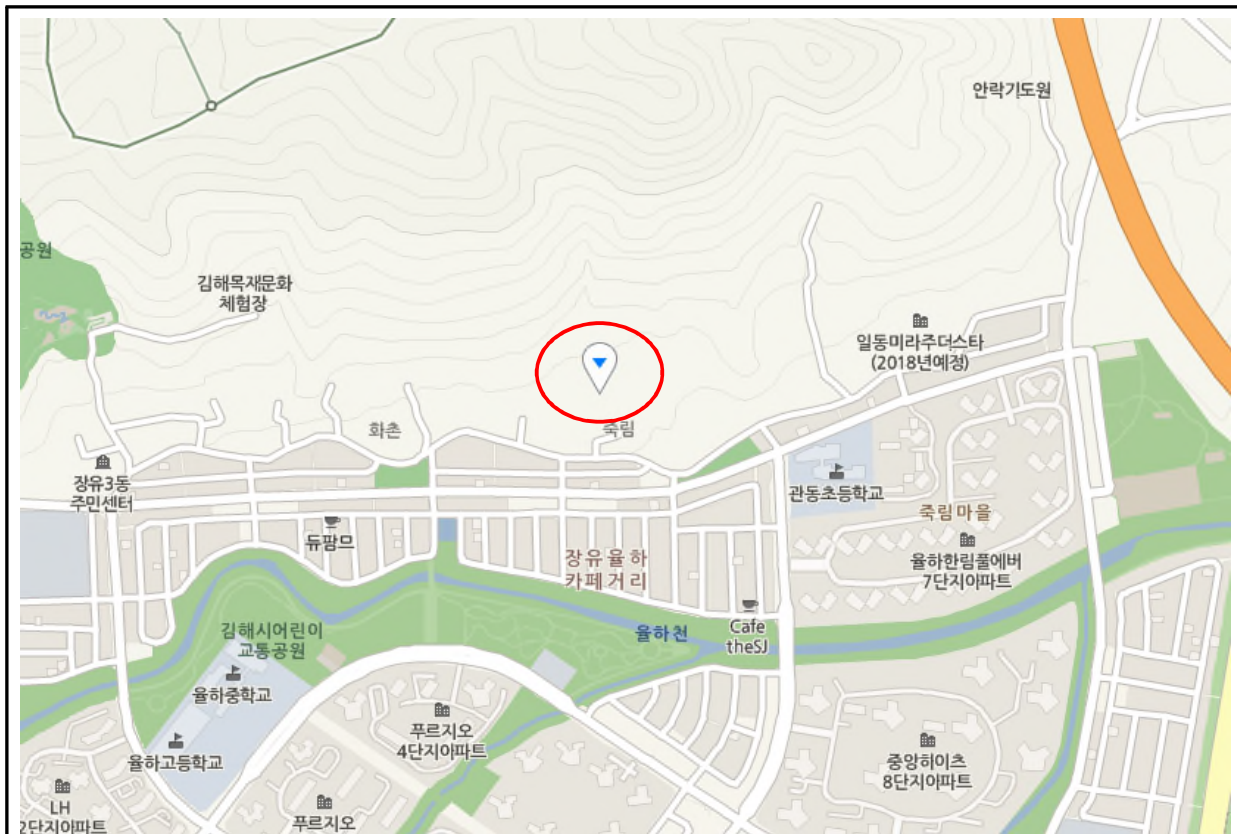 안락기도원
공원
김해목재문화
체험장
일동미라주더스타
(2018년예정)
화촌
죽림
장유3동
주민센터
관동초등학교
죽림마을
듀팜므
장유율하
카페거리
율하한림풀에버
7단지아파트
김해시어린이
교통공원
율하천
Cafe
theSJ
율하중학교
푸르지오
4단지아파트
율하고등학교
중앙하이츠
8단지아파트
LH
2단지아파트
푸르지오